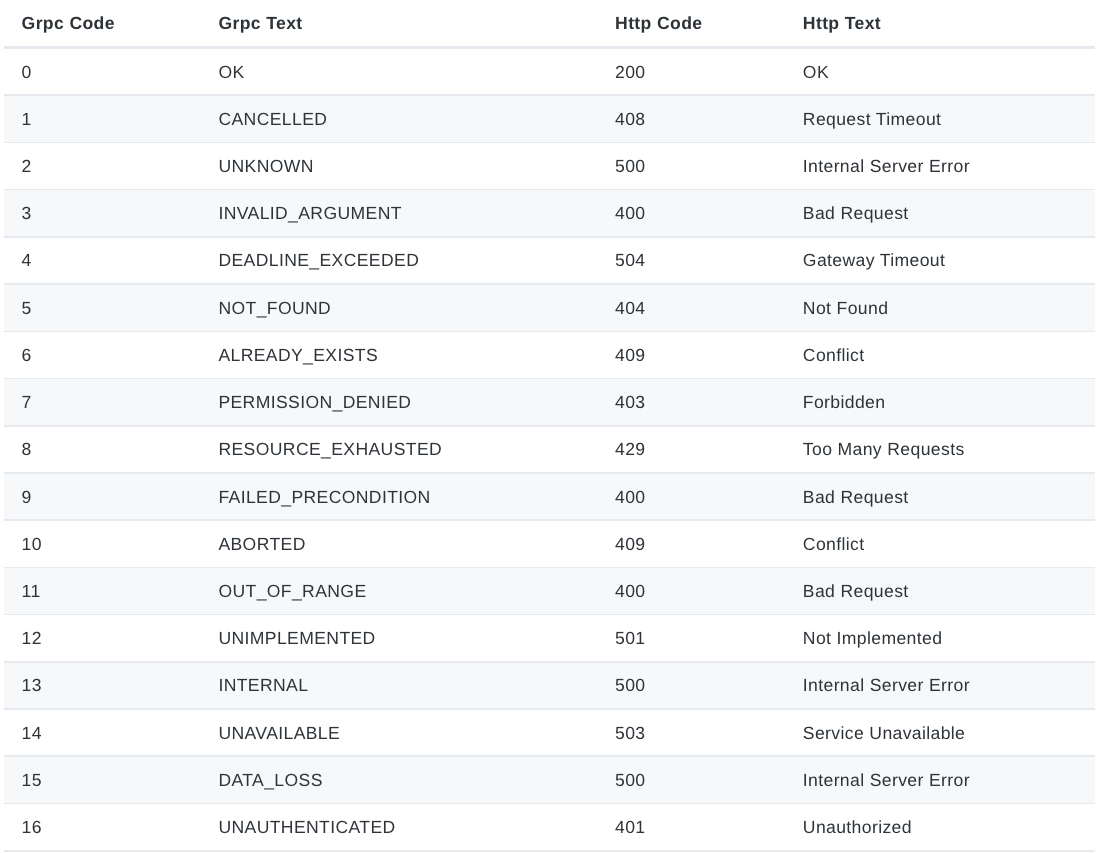 Grpc Code Grpc Text Http Code Http Text
0 OK 200 OK
1 CANCELLED 408 Request Timeout
2 UNKNOWN 500 Internal Server Error
3 INVALID_ARGUMENT 400 Bad Request
4 DEADLINE_EXCEEDED 504 Gateway Timeout
5 NOT_FOUND 404 Not Found
6 ALREADY_EXISTS 409 Conflict
7 PERMISSION_DENIED 403 Forbidden
8 RESOURCE_EXHAUSTED 429 Too Many Requests
9 FAILED_PRECONDITION 400 Bad Request
10 ABORTED 409 Conflict
11 OUT_OF_RANGE 400 Bad Request
12 UNIMPLEMENTED 501 Not Implemented
13 INTERNAL 500 Internal Server Error
14 UNAVAILABLE 503 Service Unavailable
15 DATA_LOSS 500 Internal Server Error
16 UNAUTHENTICATED 401 Unauthorized